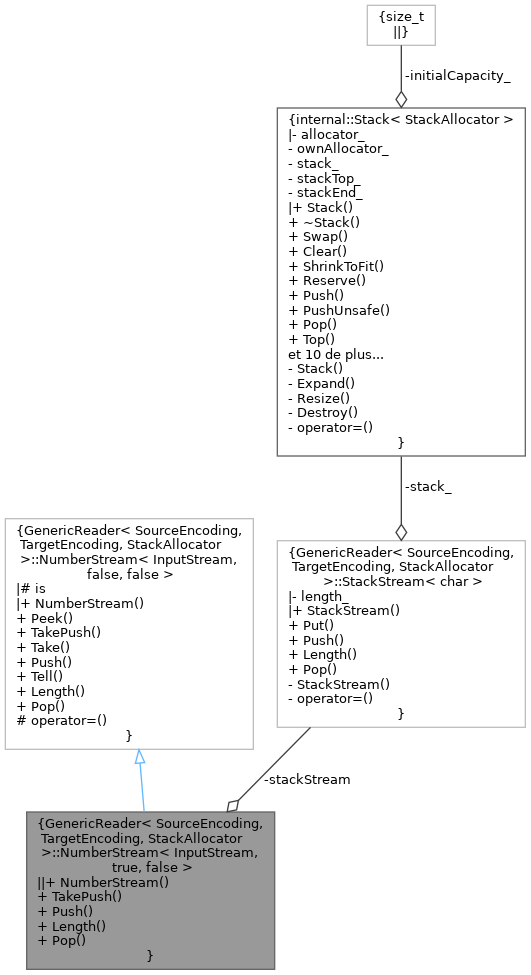 {size_t
||}
-initialCapacity_
{internal::Stack< StackAllocator >
|- allocator_
- ownAllocator_
- stack_
- stackTop_
- stackEnd_
|+ Stack()
+ ~Stack()
+ Swap()
+ Clear()
+ ShrinkToFit()
+ Reserve()
+ Push()
+ PushUnsafe()
+ Pop()
+ Top()
et 10 de plus...
- Stack()
- Expand()
- Resize()
- Destroy()
- operator=()
}
-stack_
{GenericReader< SourceEncoding,
TargetEncoding, StackAllocator
>::NumberStream< InputStream,
false, false >
|# is
|+ NumberStream()
+ Peek()
+ TakePush()
+ Take()
+ Push()
+ Tell()
+ Length()
+ Pop()
# operator=()
}
{GenericReader< SourceEncoding,
TargetEncoding, StackAllocator
>::StackStream< char >
|- length_
|+ StackStream()
+ Put()
+ Push()
+ Length()
+ Pop()
- StackStream()
- operator=()
}
-stackStream
{GenericReader< SourceEncoding,
TargetEncoding, StackAllocator
>::NumberStream< InputStream,
true, false >
||+ NumberStream()
+ TakePush()
+ Push()
+ Length()
+ Pop()
}